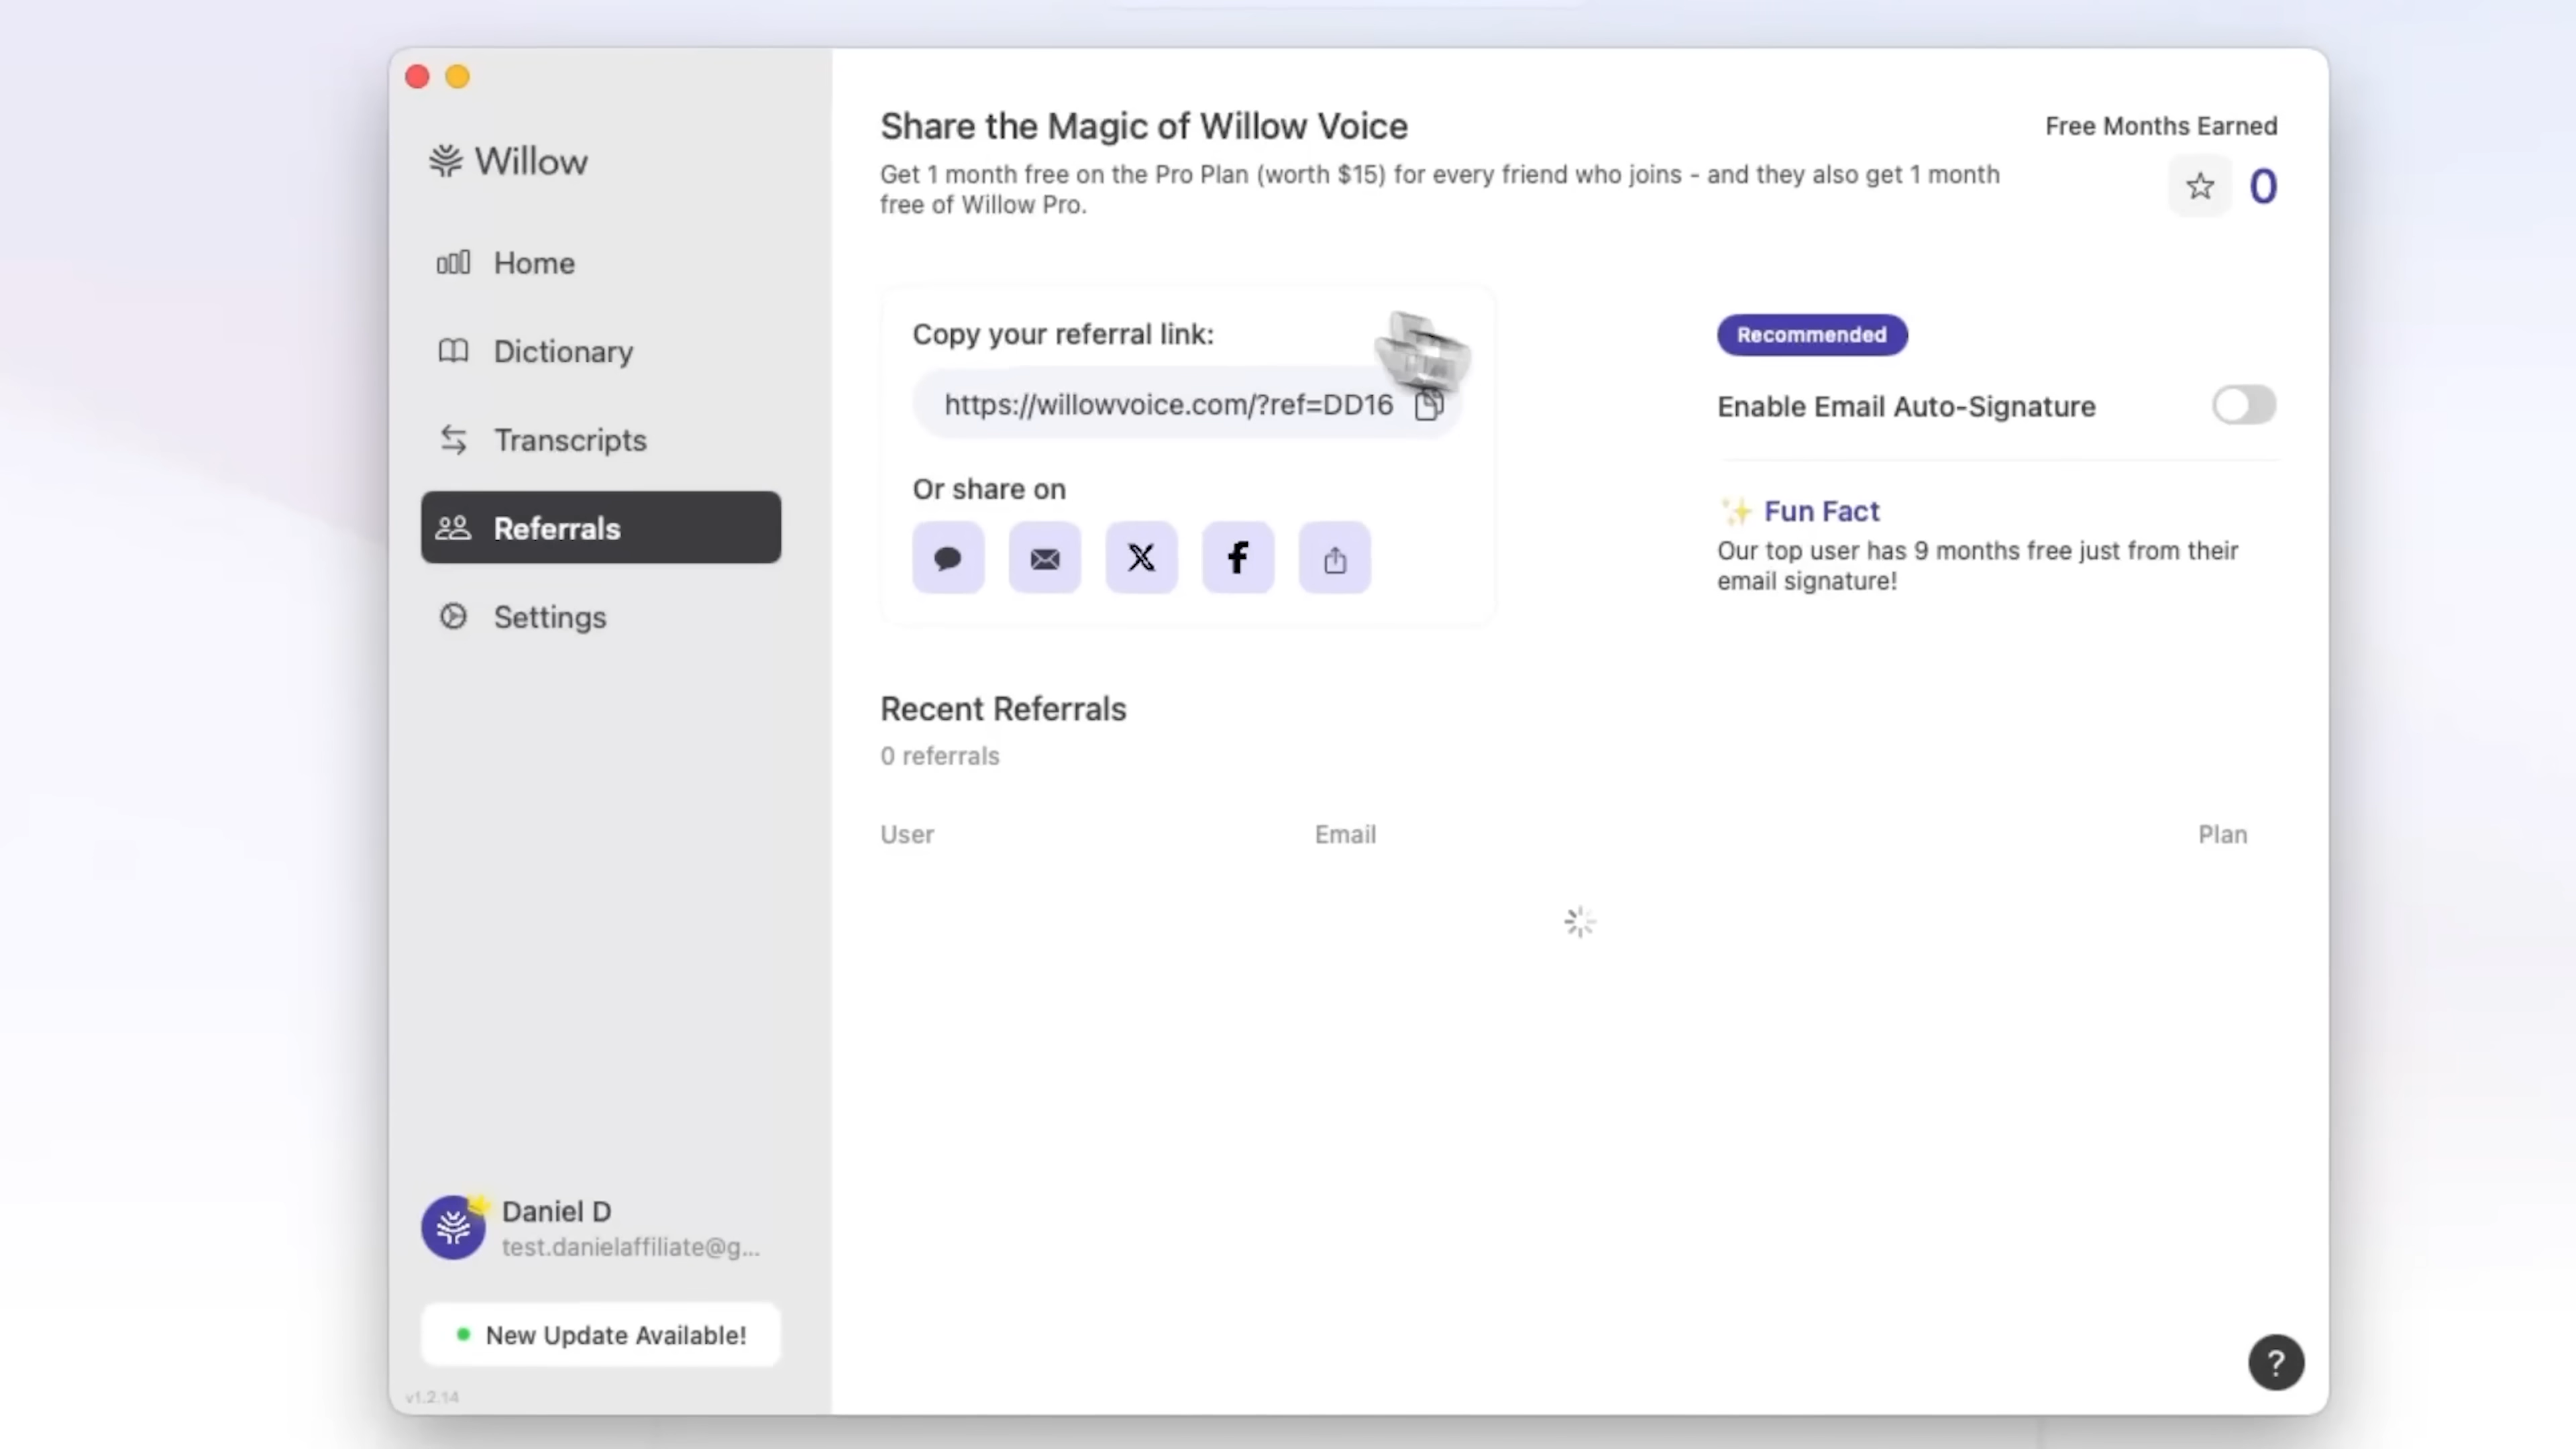 Willow
Home
Dictionary
Transcripts
Referrals
Settings
Daniel D
test.danielaffiliate@g...
New Update Available!
v1.2.14
Share the Magic of Willow Voice
Get 1 month free on the Pro Plan (worth $15) for every friend who joins - and they also get 1 month
free of Willow Pro.
Free Months Earned
0
Copy your referral link:
https://willowvoice.com/?ref=DD16
Or share on
Recommended
Enable Email Auto-Signature
✨ Fun Fact
Our top user has 9 months free just from their
email signature!
Recent Referrals
0 referrals
User Email Plan
?